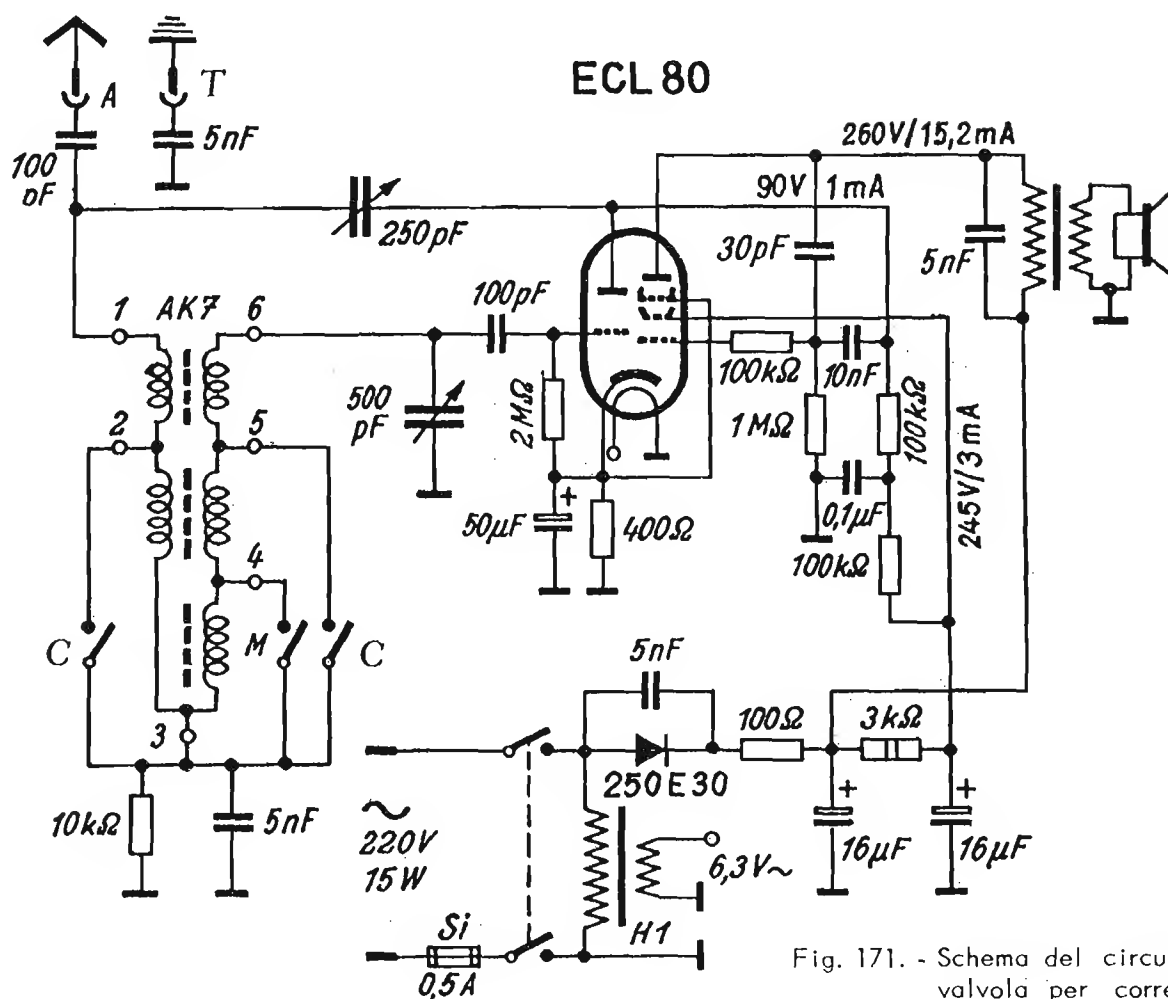 ECL 80
A
T
100 pF
5nF
250pF
260V/15,2mA
90V 1mA
30pF
5nF
1 AK7 6
100pF
500 pF
2MΩ
100kΩ
10nF
1MΩ
100kΩ
2
5
50µF
+
400Ω
0,1µF
245V/3mA
100kΩ
4
C
M
C
3
5nF
100Ω
3kΩ
250E30
10kΩ
5nF
~
220V
15W
6,3V~
+
16µF
+
16µF
H1
Si
0,5A
Fig. 171. - Schema del circu
valvola per corre